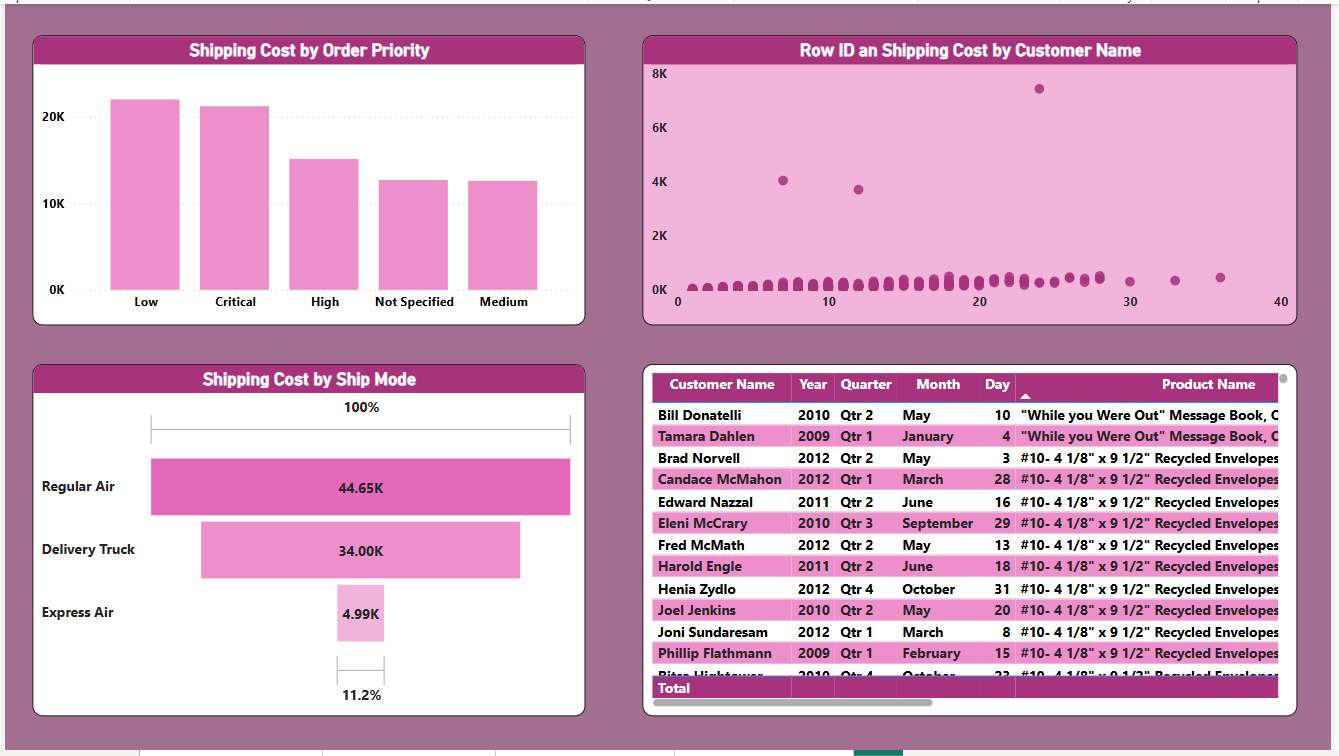 Shipping Cost by Order Priority
20K
10K
0K
Low Critical High Not Specified Medium
Row ID an Shipping Cost by Customer Name
8K
6K
4K
2K
0K
0 10 20 30 40
Shipping Cost by Ship Mode
100%
Regular Air 44.65K
Delivery Truck 34.00K
Express Air 4.99K
11.2%
Customer Name Year Quarter Month Day Product Name
Bill Donatelli 2010 Qtr 2 May 10 "While you Were Out" Message Book, O
Tamara Dahlen 2009 Qtr 1 January 4 "While you Were Out" Message Book, O
Brad Norvell 2012 Qtr 2 May 3 #10- 4 1/8" x 9 1/2" Recycled Envelopes
Candace McMahon 2012 Qtr 1 March 28 #10- 4 1/8" x 9 1/2" Recycled Envelopes
Edward Nazzal 2011 Qtr 2 June 16 #10- 4 1/8" x 9 1/2" Recycled Envelopes
Eleni McCrary 2010 Qtr 3 September 29 #10- 4 1/8" x 9 1/2" Recycled Envelopes
Fred McMath 2012 Qtr 2 May 13 #10- 4 1/8" x 9 1/2" Recycled Envelopes
Harold Engle 2011 Qtr 2 June 18 #10- 4 1/8" x 9 1/2" Recycled Envelopes
Henia Zydlo 2012 Qtr 4 October 31 #10- 4 1/8" x 9 1/2" Recycled Envelopes
Joel Jenkins 2010 Qtr 2 May 20 #10- 4 1/8" x 9 1/2" Recycled Envelopes
Joni Sundaresam 2012 Qtr 1 March 8 #10- 4 1/8" x 9 1/2" Recycled Envelopes
Phillip Flathmann 2009 Qtr 1 February 15 #10- 4 1/8" x 9 1/2" Recycled Envelopes
Total